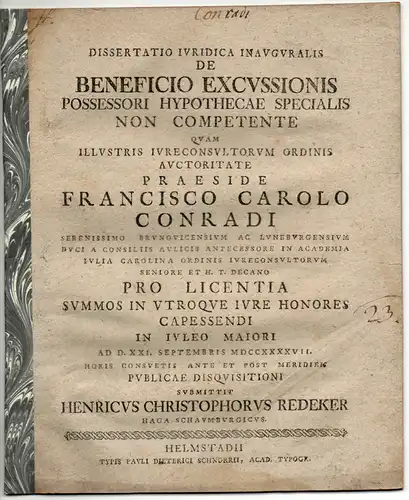 Conradi
DISSERTATIO IVRIDICA INAVGVRALIS
DE
BENEFICIO EXCVSSIONIS
POSSESSORI HYPOTHECAE SPECIALIS
NON COMPETENTE
QVAM
ILLVSTRIS IVRECONSVLTORVM ORDINIS
AVCTORITATE
PRAESIDE
FRANCISCO CAROLO
CONRADI
SERENISSIMO BRVNOVICENSIVM AC LVNEBVRGENSIVM
DVCI A CONSILIIS AVLICIS ANTECESSORE IN ACADEMIA
IVLIA CAROLINA ORDINIS IVRECONSVLTORVM
SENIORE ET H. T. DECANO
PRO LICENTIA
SVMMOS IN VTROQVE IVRE HONORES
CAPESSENDI
IN IVLEO MAIORI
AD D. XXI. SEPTEMBRIS MDCCXXXXVII.
HORIS CONSVETIS ANTE ET POST MERIDIEM
PVBLICAE DISQVISITIONI
SVBMITTIT
HENRICVS CHRISTOPHORVS REDEKER
HAGA SCHAVMBVRGICVS.
23.
HELMSTADII
TYPIS PAVLI DIETERICI SCHNORRII, ACAD. TYPOGR.